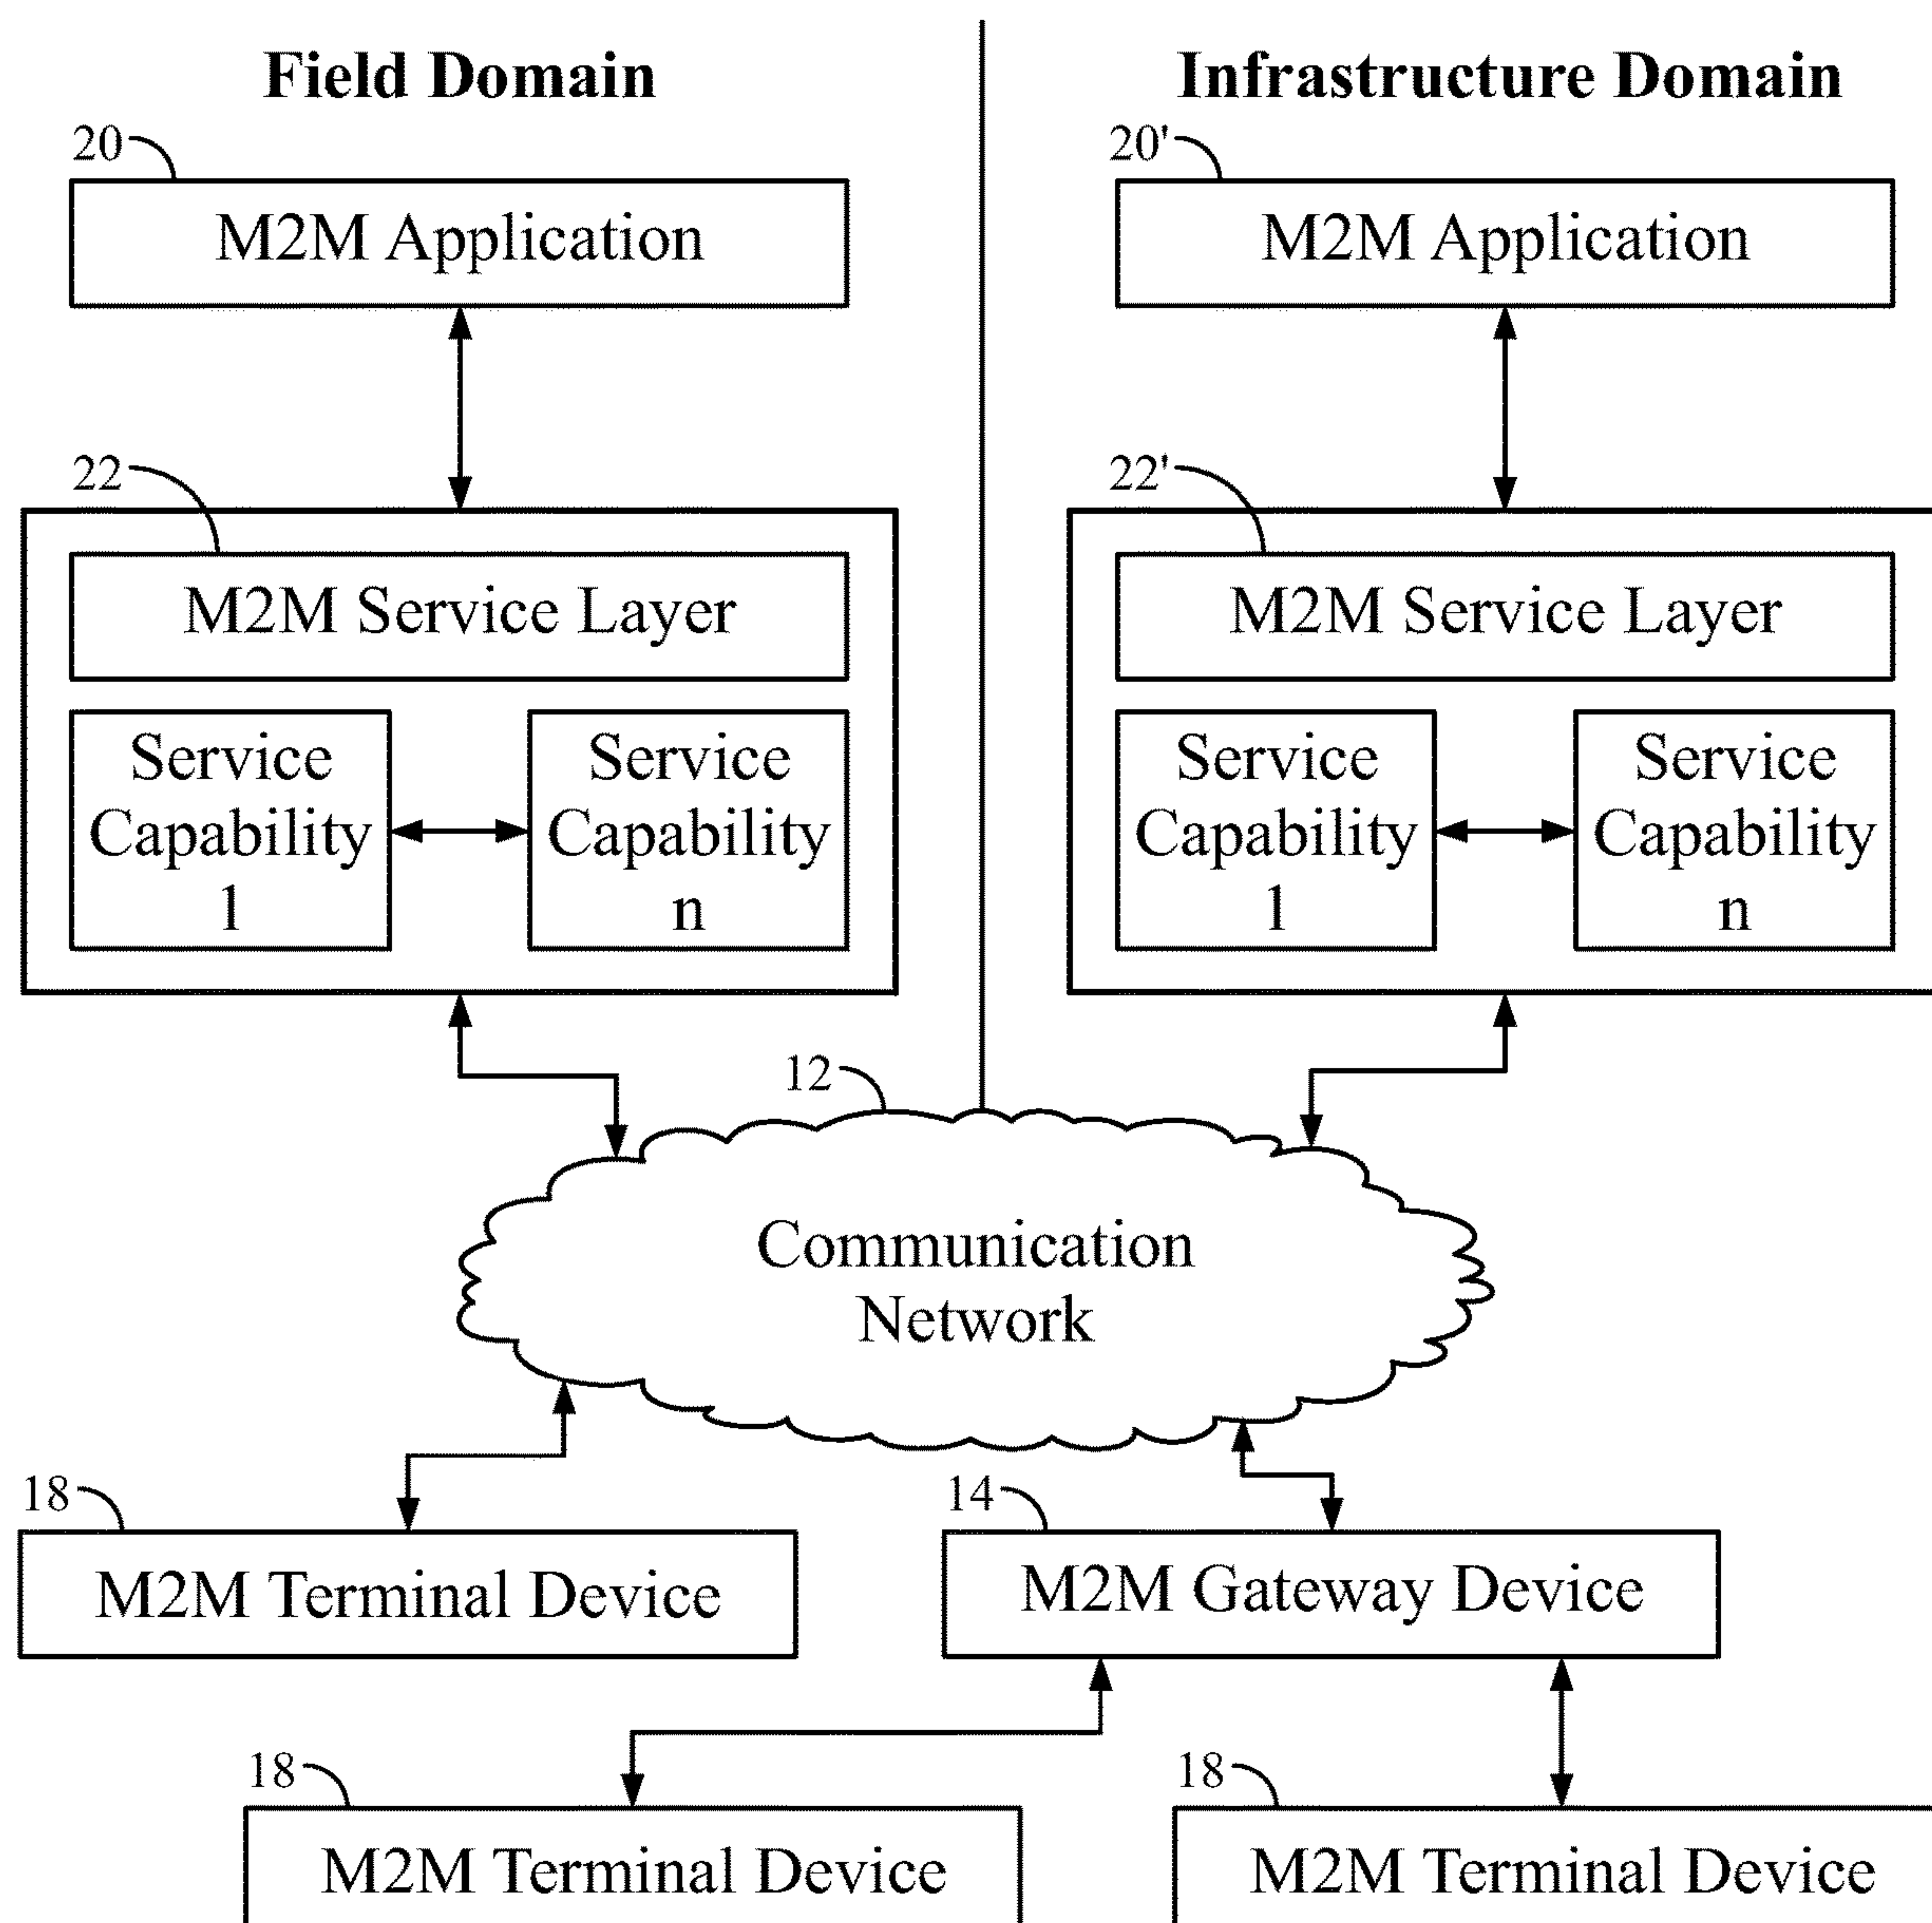 Field Domain
Infrastructure Domain
20
20'
M2M Application
M2M Application
22
22'
M2M Service Layer
M2M Service Layer
Service
Capability
1
Service
Capability
n
Service
Capability
1
Service
Capability
n
12
Communication
Network
18
14
M2M Terminal Device
M2M Gateway Device
18
18
M2M Terminal Device
M2M Terminal Device